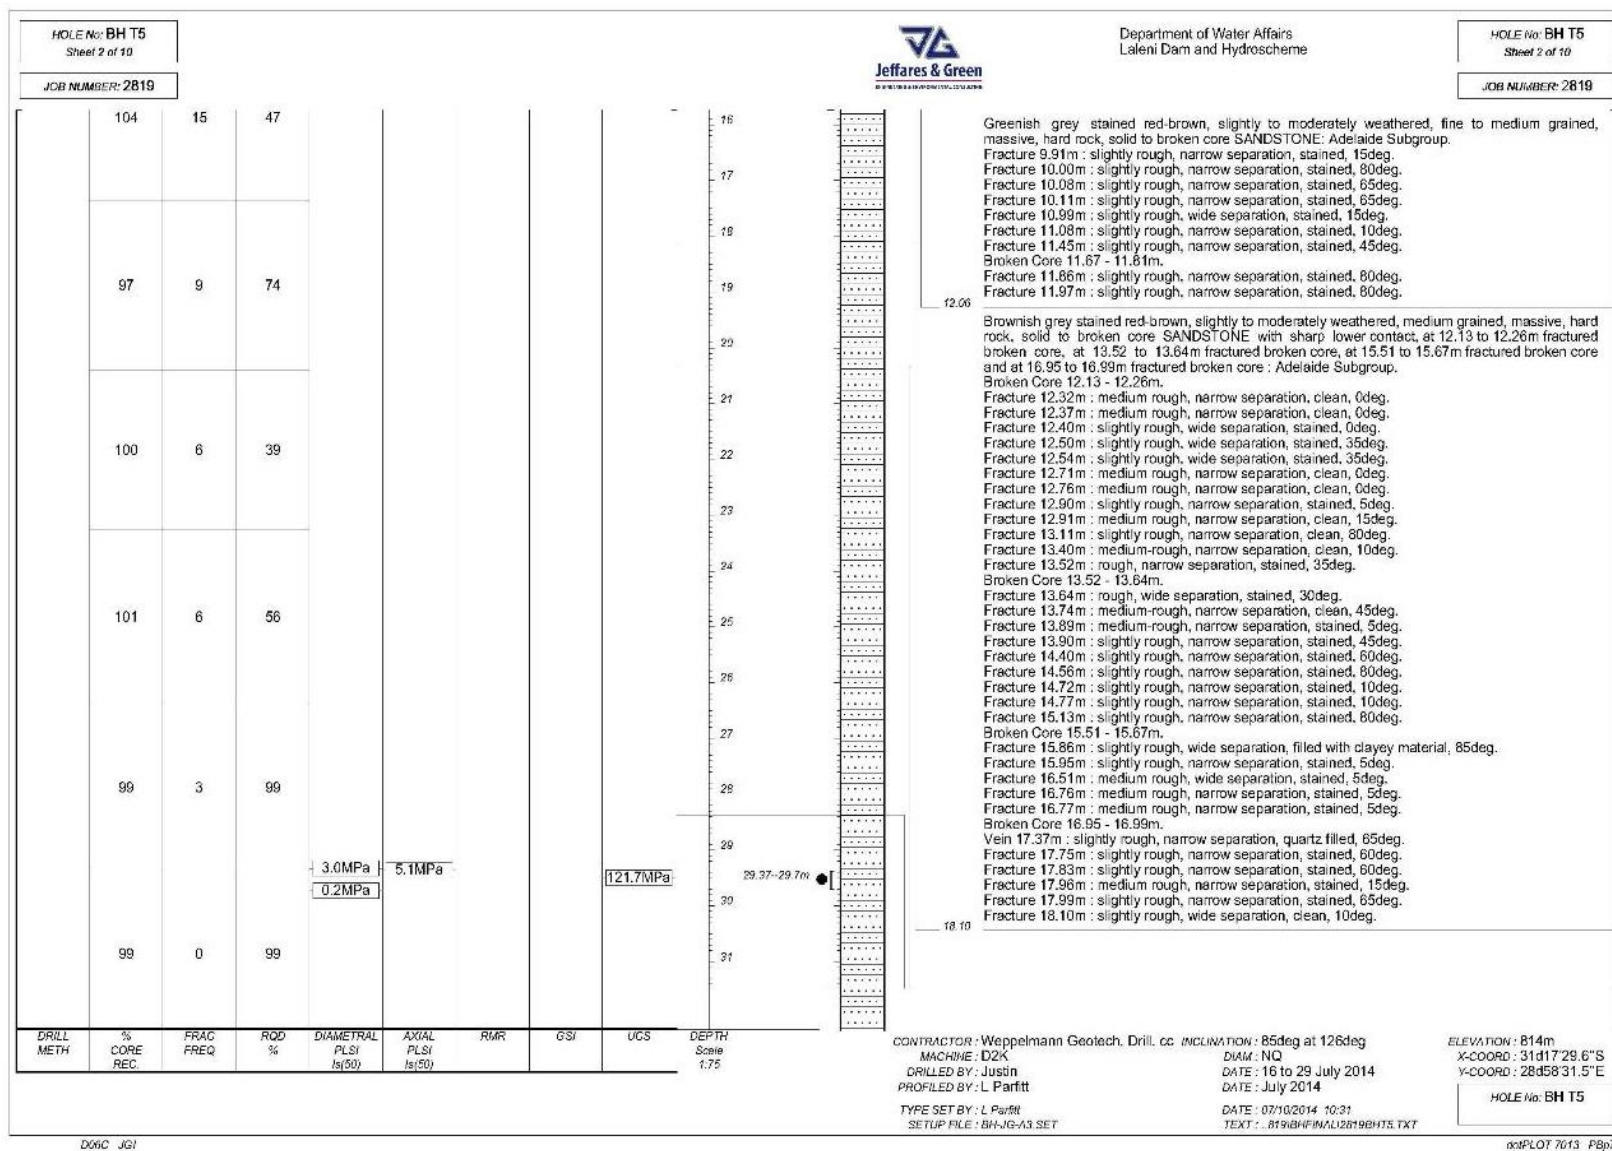 HOLE No: BH T5
Sheet 2 of 10
JOB NUMBER: 2819
Jeffares & Green
Department of Water Affairs
Laleni Dam and Hydroscheme
HOLE No: BH T5
Sheet 2 of 10
JOB NUMBER: 2819
104 15 47
97 9 74
100 6 39
101 6 56
99 3 99
3.0MPa 5.1MPa
0.2MPa
121.7MPa
99 0 99
16
17
18
19
20
21
22
23
24
25
26
27
28
29
30
31
29.37--29.7m
Greenish grey stained red-brown, slightly to moderately weathered, fine to medium grained,
massive, hard rock, solid to broken core SANDSTONE: Adelaide Subgroup.
Fracture 9.91m : slightly rough, narrow separation, stained, 15deg.
Fracture 10.00m : slightly rough, narrow separation, stained, 80deg.
Fracture 10.08m : slightly rough, narrow separation, stained, 65deg.
Fracture 10.11m : slightly rough, narrow separation, stained, 65deg.
Fracture 10.99m : slightly rough, wide separation, stained, 15deg.
Fracture 11.08m : slightly rough, narrow separation, stained, 10deg.
Fracture 11.45m : slightly rough, narrow separation, stained, 45deg.
Broken Core 11.67 - 11.81m.
Fracture 11.86m : slightly rough, narrow separation, stained, 80deg.
Fracture 11.97m : slightly rough, narrow separation, stained, 80deg.
12.06
Brownish grey stained red-brown, slightly to moderately weathered, medium grained, massive, hard
rock, solid to broken core SANDSTONE with sharp lower contact, at 12.13 to 12.26m fractured
broken core, at 13.52 to 13.64m fractured broken core, at 15.51 to 15.67m fractured broken core
and at 16.95 to 16.99m fractured broken core : Adelaide Subgroup.
Broken Core 12.13 - 12.26m.
Fracture 12.32m : medium rough, narrow separation, clean, 0deg.
Fracture 12.37m : medium rough, narrow separation, clean, 0deg.
Fracture 12.40m : slightly rough, wide separation, stained, 0deg.
Fracture 12.50m : slightly rough, wide separation, stained, 35deg.
Fracture 12.54m : slightly rough, wide separation, stained, 35deg.
Fracture 12.71m : medium rough, narrow separation, clean, 0deg.
Fracture 12.76m : medium rough, narrow separation, clean, 0deg.
Fracture 12.90m : slightly rough, narrow separation, stained, 5deg.
Fracture 12.91m : medium rough, narrow separation, clean, 15deg.
Fracture 13.11m : slightly rough, narrow separation, clean, 80deg.
Fracture 13.40m : medium-rough, narrow separation, clean, 10deg.
Fracture 13.52m : rough, narrow separation, stained, 35deg.
Broken Core 13.52 - 13.64m.
Fracture 13.64m : rough, wide separation, stained, 30deg.
Fracture 13.74m : medium-rough, narrow separation, clean, 45deg.
Fracture 13.89m : medium-rough, narrow separation, stained, 5deg.
Fracture 13.90m : slightly rough, narrow separation, stained, 45deg.
Fracture 14.40m : slightly rough, narrow separation, stained, 60deg.
Fracture 14.56m : slightly rough, narrow separation, stained, 80deg.
Fracture 14.72m : slightly rough, narrow separation, stained, 10deg.
Fracture 14.77m : slightly rough, narrow separation, stained, 10deg.
Fracture 15.13m : slightly rough, narrow separation, stained, 80deg.
Broken Core 15.51 - 15.67m.
Fracture 15.86m : slightly rough, wide separation, filled with clayey material, 85deg.
Fracture 15.95m : slightly rough, narrow separation, stained, 5deg.
Fracture 16.51m : medium rough, wide separation, stained, 5deg.
Fracture 16.76m : medium rough, narrow separation, stained, 5deg.
Fracture 16.77m : medium rough, narrow separation, stained, 5deg.
Broken Core 16.95 - 16.99m.
Vein 17.37m : slightly rough, narrow separation, quartz filled, 65deg.
Fracture 17.75m : slightly rough, narrow separation, stained, 60deg.
Fracture 17.83m : slightly rough, narrow separation, stained, 60deg.
Fracture 17.96m : medium rough, narrow separation, stained, 15deg.
Fracture 17.99m : slightly rough, narrow separation, stained, 65deg.
Fracture 18.10m : slightly rough, wide separation, clean, 10deg.
18.10
DRILL METH
% CORE REC.
FRAC FREQ
RQD %
DIAMETRAL PLSI Is(50)
AXIAL PLSI Is(50)
RMR
GSI
UCS
DEPTH Scale 1:75
CONTRACTOR : Weppelmann Geotech. Drill. cc INCLINATION : 85deg at 126deg ELEVATION : 814m
MACHINE : D2K DIAM : NQ X-COORD : 31d17'29.6"S
DRILLED BY : Justin DATE : 16 to 29 July 2014 Y-COORD : 28d58'31.5"E
PROFILED BY : L Parfitt DATE : July 2014
HOLE No: BH T5
TYPE SET BY : L Parfitt DATE : 07/10/2014 10:31
SETUP FILE : BH-JG-A3.SET TEXT : ..819\BHFINAL\2819BHT5.TXT
D06C JGI
dotPLOT 7013